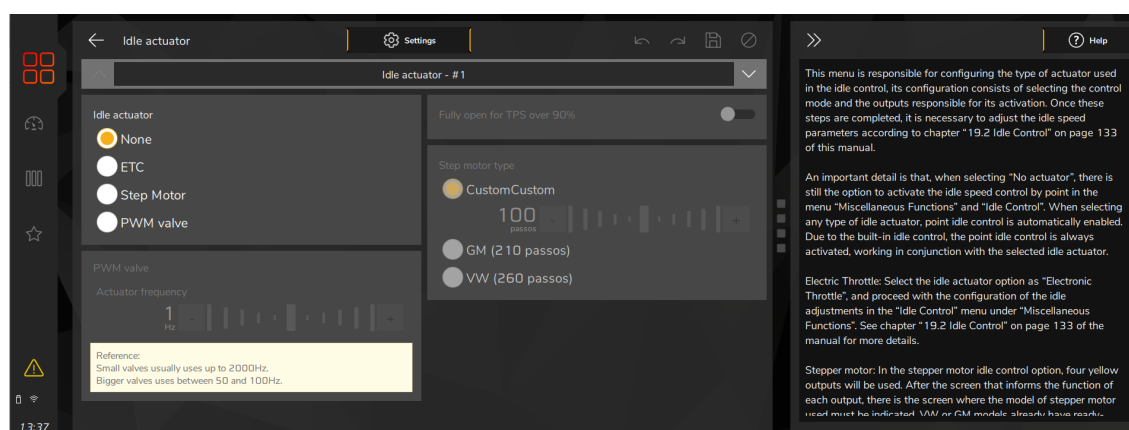 Idle actuator
Settings
Idle actuator - #1
Idle actuator
None
ETC
Step Motor
PWM valve
PWM valve
Actuator frequency
1
Hz
-
+
Reference:
Small valves usually uses up to 2000Hz.
Bigger valves uses between 50 and 100Hz.
Fully open for TPS over 90%
Step motor type
CustomCustom
100
passos
-
+
GM (210 passos)
VW (260 passos)
13:37
Help
This menu is responsible for configuring the type of actuator used
in the idle control, its configuration consists of selecting the control
mode and the outputs responsible for its activation. Once these
steps are completed, it is necessary to adjust the idle speed
parameters according to chapter “19.2 Idle Control” on page 133
of this manual.
An important detail is that, when selecting “No actuator”, there is
still the option to activate the idle speed control by point in the
menu “Miscellaneous Functions” and “Idle Control”. When selecting
any type of idle actuator, point idle control is automatically enabled.
Due to the built-in idle control, the point idle control is always
activated, working in conjunction with the selected idle actuator.
Electric Throttle: Select the idle actuator option as “Electronic
Throttle”, and proceed with the configuration of the idle
adjustments in the “Idle Control” menu under “Miscellaneous
Functions”. See chapter “19.2 Idle Control” on page 133 of the
manual for more details.
Stepper motor: In the stepper motor idle control option, four yellow
outputs will be used. After the screen that informs the function of
each output, there is the screen where the model of stepper motor
used must be indicated. VW or GM models already have ready-